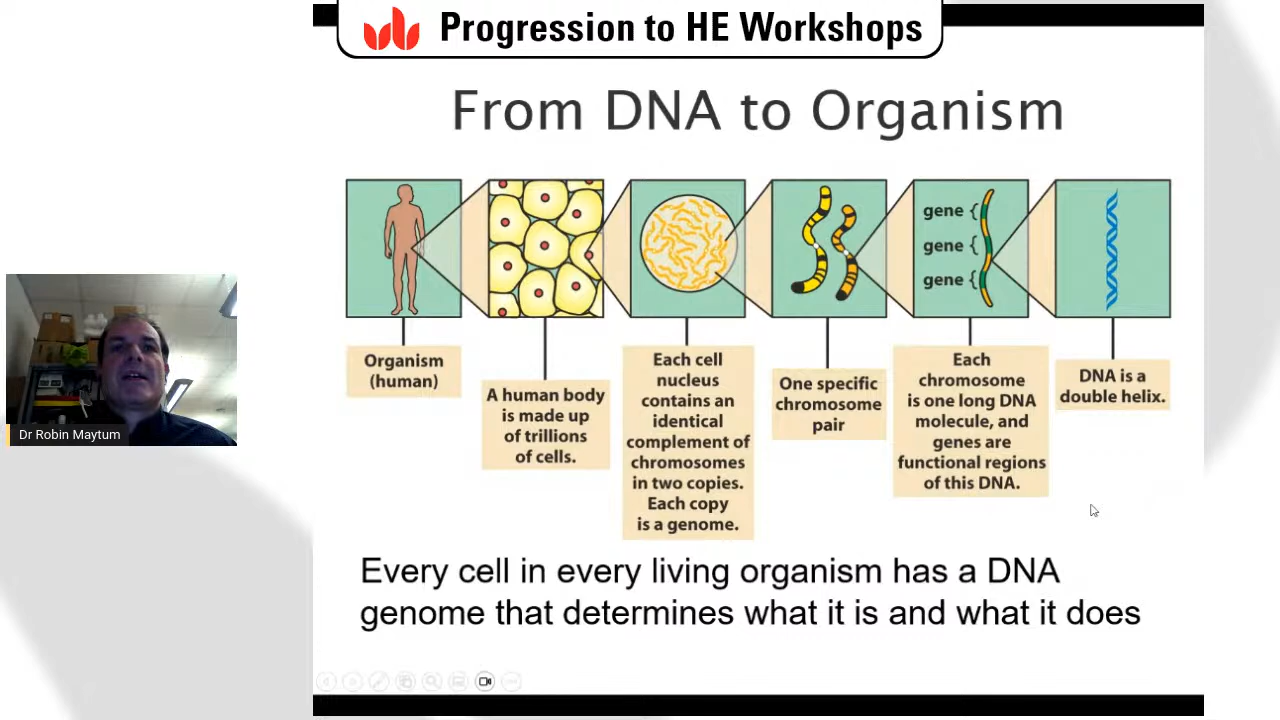 Progression to HE Workshops
From DNA to Organism
gene {
gene {
gene {
Organism
(human)
A human body
is made up
of trillions
of cells.
Each cell
nucleus
contains an
identical
complement of
chromosomes
in two copies.
Each copy
is a genome.
One specific
chromosome
pair
Each
chromosome
is one long DNA
molecule, and
genes are
functional regions
of this DNA.
DNA is a
double helix.
Dr Robin Maytum
Every cell in every living organism has a DNA
genome that determines what it is and what it does